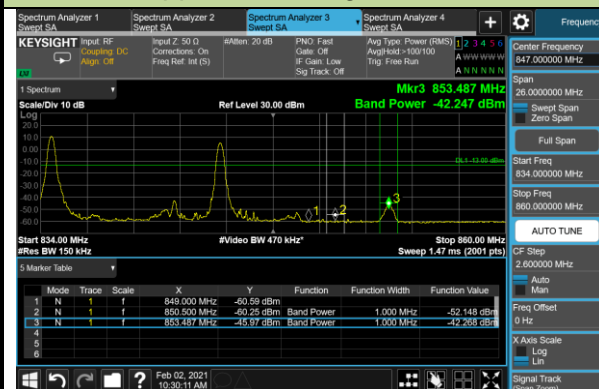 Spectrum Analyzer 1
Swept SA
Spectrum Analyzer 2
Swept SA
Spectrum Analyzer 3
Swept SA
Spectrum Analyzer 4
Swept SA
Frequency
KEYSIGHT
Input: RF
Coupling: DC
Align: Off
Input Z: 50 Ω
Corrections: On
Freq Ref: Int (S)
#Atten: 20 dB
PNO: Fast
Gate: Off
IF Gain: Low
Sig Track: Off
Avg Type: Power (RMS)
Avg|Hold:>100/100
Trig: Free Run
1 2 3 4 5 6
A W W W W W
A N N N N N
1 Spectrum
Scale/Div 10 dB
Ref Level 30.00 dBm
Mkr3 853.487 MHz
Band Power -42.247 dBm
Log
20.0
10.0
0.00
-10.0
-20.0
-30.0
-40.0
-50.0
-60.0
DL1 -13.00 dBm
1
2
3
Start 834.00 MHz
#Res BW 150 kHz
#Video BW 470 kHz*
Stop 860.00 MHz
Sweep 1.47 ms (2001 pts)
5 Marker Table
Mode Trace Scale X Y Function Function Width Function Value
1 N 1 f 849.000 MHz -60.59 dBm
2 N 1 f 850.500 MHz -60.25 dBm Band Power 1.000 MHz -52.148 dBm
3 N 1 f 853.487 MHz -45.97 dBm Band Power 1.000 MHz -42.268 dBm
4
5
6
Feb 02, 2021
10:30:11 AM
Center Frequency
847.000000 MHz
Span
26.0000000 MHz
Swept Span
Zero Span
Full Span
Start Freq
834.000000 MHz
Stop Freq
860.000000 MHz
AUTO TUNE
CF Step
2.600000 MHz
Auto
Man
Freq Offset
0 Hz
X Axis Scale
Log
Lin
Signal Track
(Span Zoom)